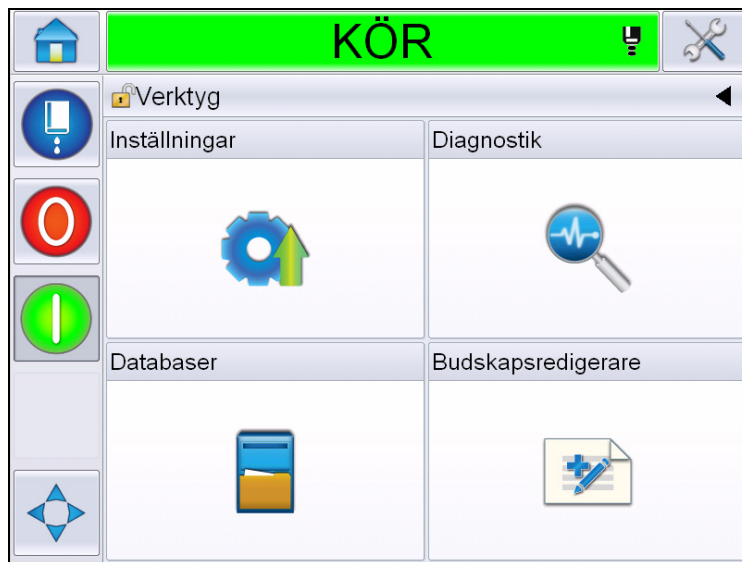 KÖR
Verktyg
Inställningar
Diagnostik
Databaser
Budskapsredigerare